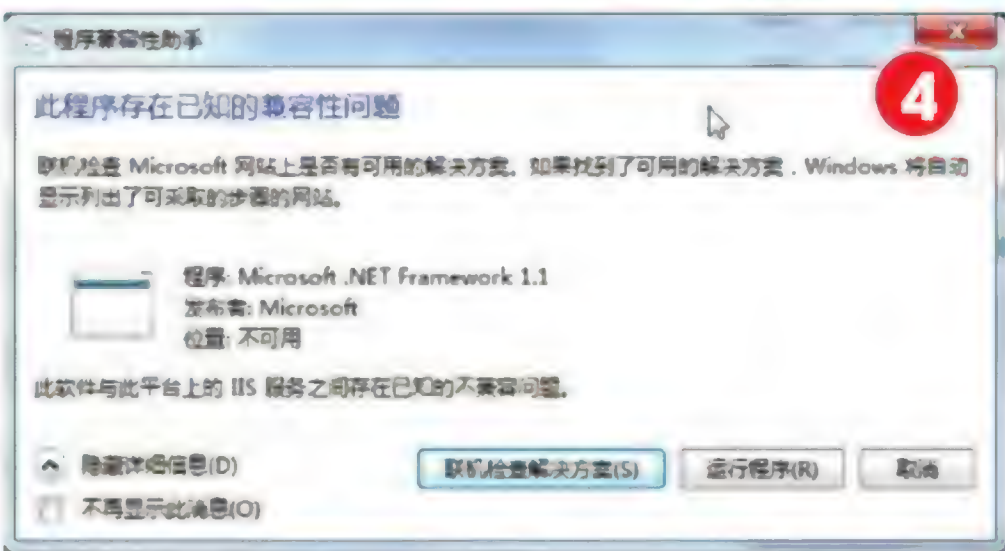 程序兼容性助手
4
此程序存在已知的兼容性问题
联机检查 Microsoft 网站上是否有可用的解决方案。如果找到了可用的解决方案，Windows 将自动
显示列出了可采取的步骤的网站。
程序: Microsoft .NET Framework 1.1
发布者: Microsoft
位置: 不可用
此软件与此平台上的 IIS 服务之间存在已知的不兼容问题。
隐藏详细信息(D) 联机检查解决方案(S) 运行程序(R) 取消
不再显示此消息(O)